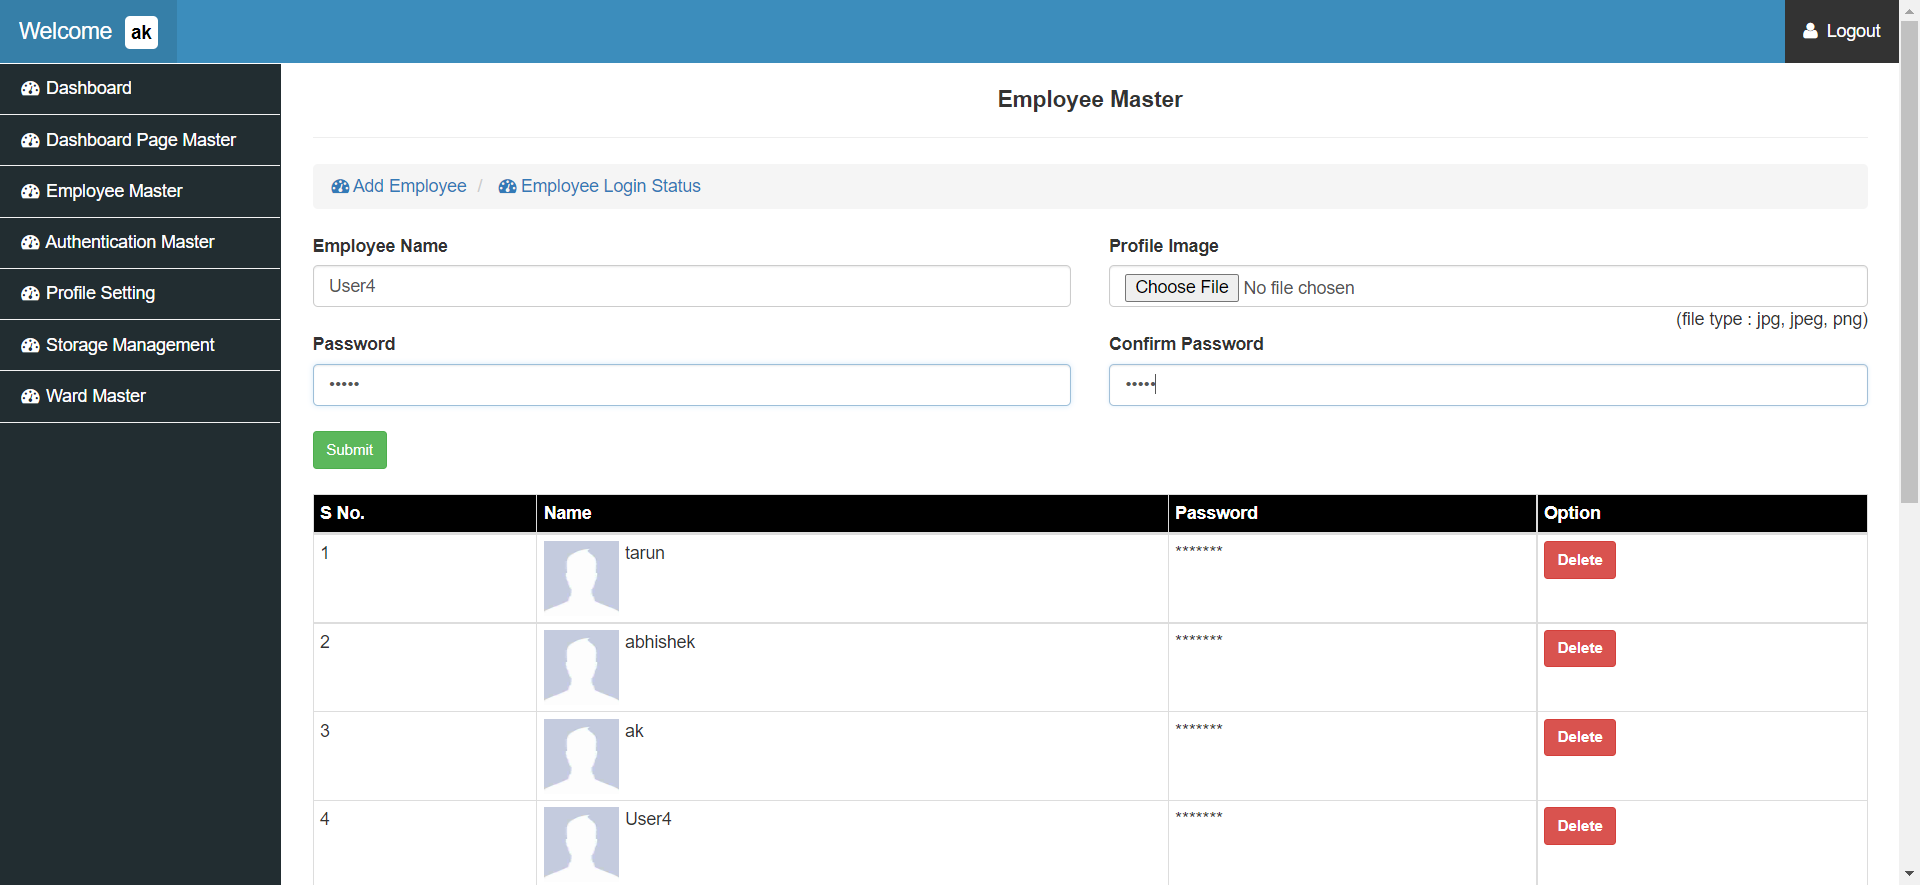 Welcome ak
Logout
Dashboard
Dashboard Page Master
Employee Master
Authentication Master
Profile Setting
Storage Management
Ward Master
Employee Master
Add Employee / Employee Login Status
Employee Name
User4
Profile Image
Choose File No file chosen
(file type : jpg, jpeg, png)
Password
•••••
Confirm Password
•••••
Submit
S No. Name Password Option
1 tarun ******* Delete
2 abhishek ******* Delete
3 ak ******* Delete
4 User4 ******* Delete